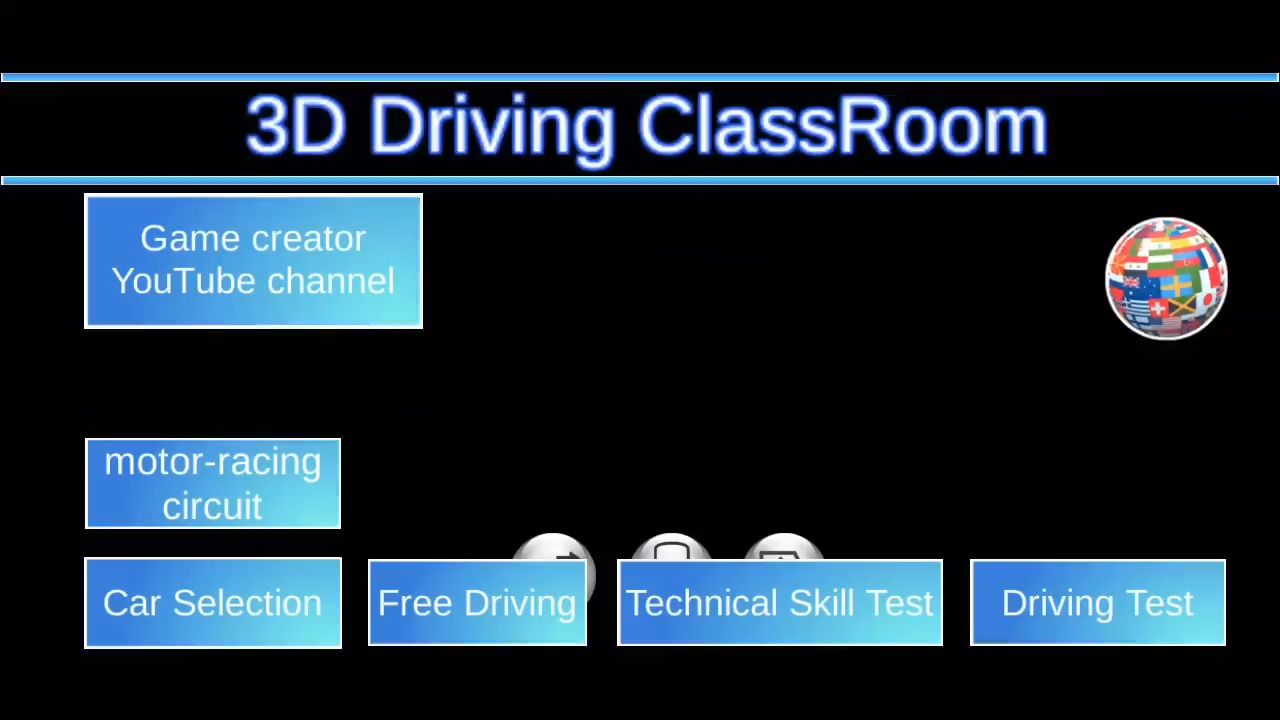 3D Driving ClassRoom
Game creator
YouTube channel
motor-racing
circuit
Car Selection
Free Driving
Technical Skill Test
Driving Test